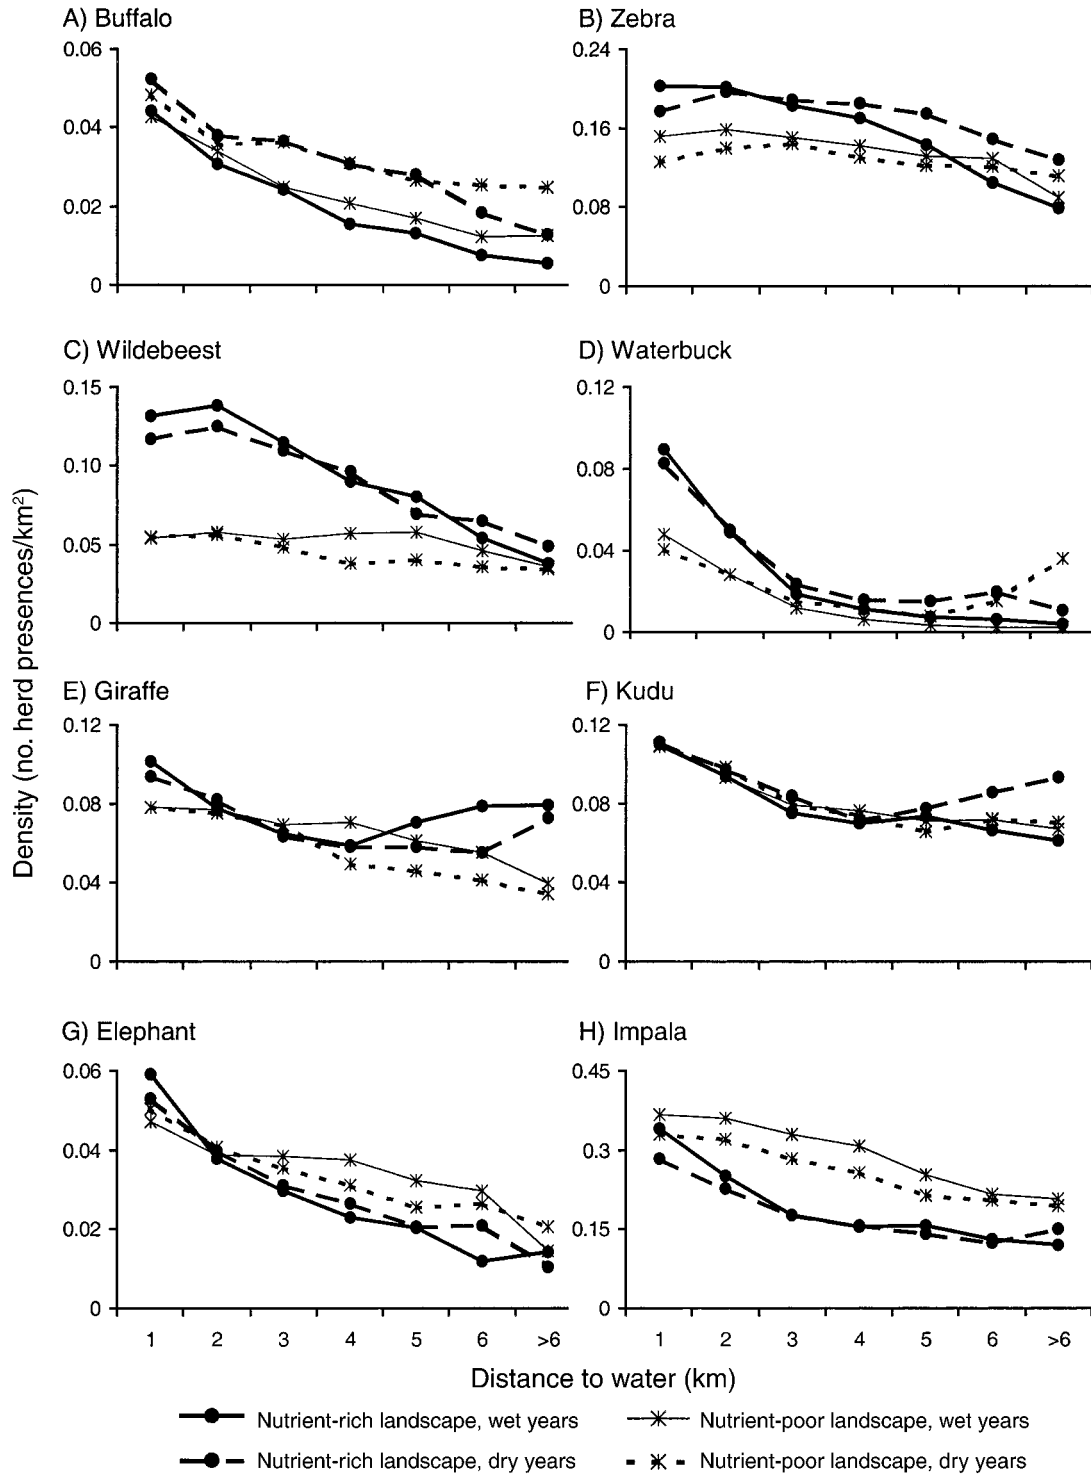 A) Buffalo
0.06
0.04
0.02
0
B) Zebra
0.24
0.16
0.08
0
C) Wildebeest
0.15
0.10
0.05
0
D) Waterbuck
0.12
0.08
0.04
0
Density (no. herd presences/km²)
E) Giraffe
0.12
0.08
0.04
0
F) Kudu
0.12
0.08
0.04
0
G) Elephant
0.06
0.04
0.02
0
1 2 3 4 5 6 >6
H) Impala
0.45
0.3
0.15
0
1 2 3 4 5 6 >6
Distance to water (km)
Nutrient-rich landscape, wet years
Nutrient-poor landscape, wet years
Nutrient-rich landscape, dry years
Nutrient-poor landscape, dry years